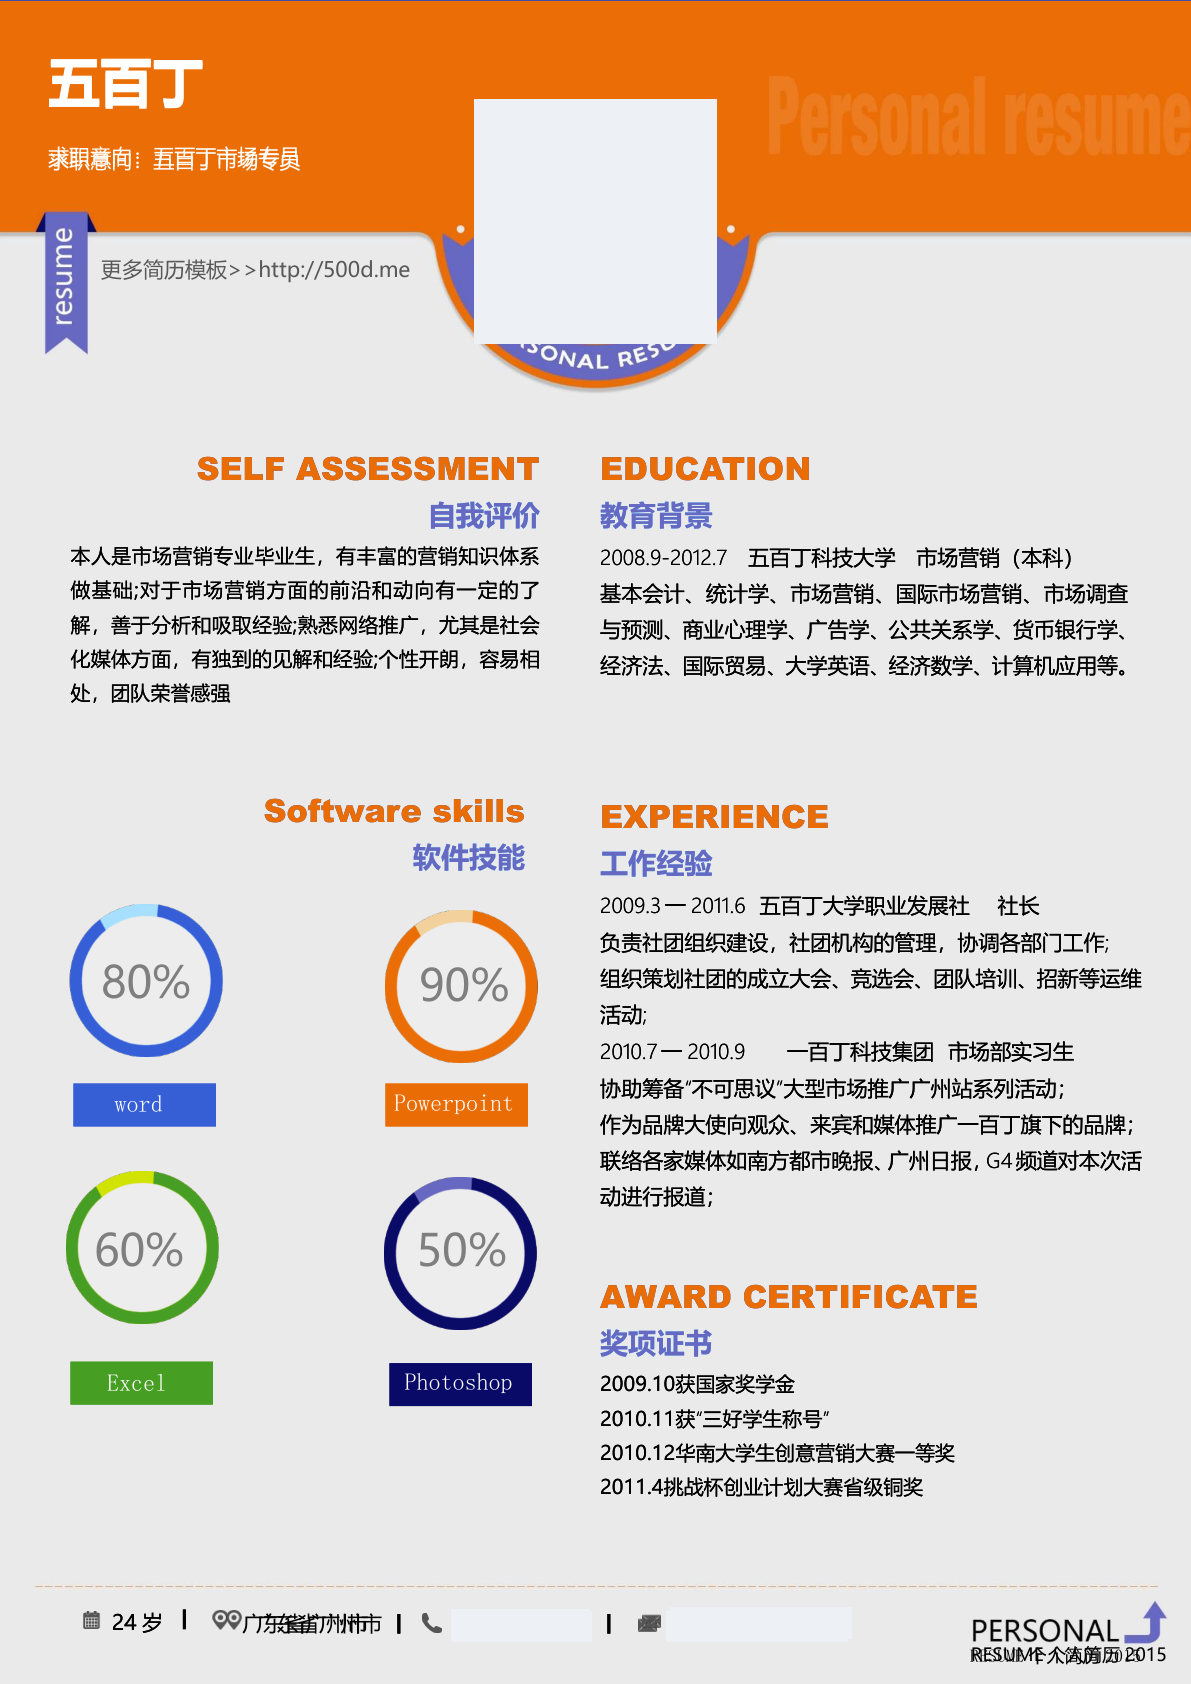 五百丁
Personal resume
求职意向：五百丁市场专员
resume
更多简历模板>>http://500d.me
SONAL RESU
SELF ASSESSMENT
自我评价
本人是市场营销专业毕业生，有丰富的营销知识体系
做基础;对于市场营销方面的前沿和动向有一定的了
解，善于分析和吸取经验;熟悉网络推广，尤其是社会
化媒体方面，有独到的见解和经验;个性开朗，容易相
处，团队荣誉感强
EDUCATION
教育背景
2008.9-2012.7 五百丁科技大学 市场营销（本科）
基本会计、统计学、市场营销、国际市场营销、市场调查
与预测、商业心理学、广告学、公共关系学、货币银行学、
经济法、国际贸易、大学英语、经济数学、计算机应用等。
Software skills
软件技能
80%
word
90%
Powerpoint
60%
Excel
50%
Photoshop
EXPERIENCE
工作经验
2009.3 — 2011.6 五百丁大学职业发展社 社长
负责社团组织建设，社团机构的管理，协调各部门工作;
组织策划社团的成立大会、竞选会、团队培训、招新等运维
活动;
2010.7 — 2010.9 一百丁科技集团 市场部实习生
协助筹备“不可思议”大型市场推广广州站系列活动；
作为品牌大使向观众、来宾和媒体推广一百丁旗下的品牌；
联络各家媒体如南方都市晚报、广州日报，G4 频道对本次活
动进行报道；
AWARD CERTIFICATE
奖项证书
2009.10获国家奖学金
2010.11获“三好学生称号”
2010.12华南大学生创意营销大赛一等奖
2011.4挑战杯创业计划大赛省级铜奖
24 岁 | 广东省广州市 | |
PERSONAL
RESUME 个人简历 2015